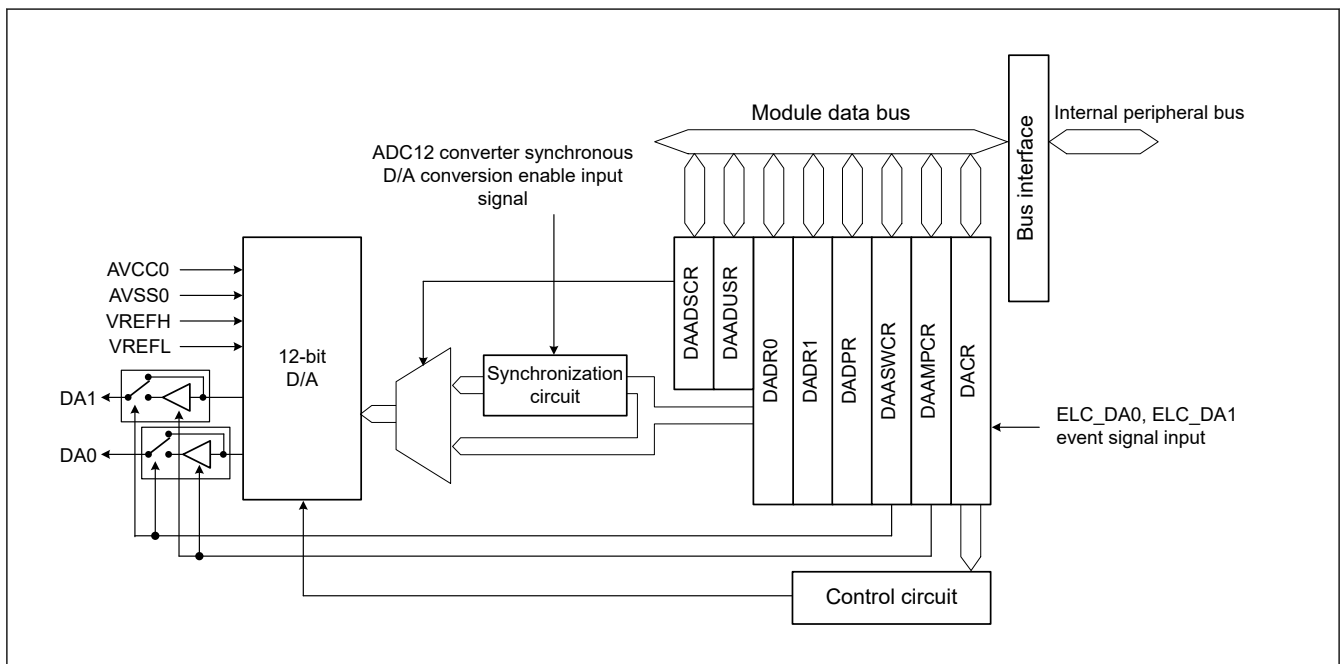 Module data bus
Internal peripheral bus
Bus interface
ADC12 converter synchronous
D/A conversion enable input
signal
AVCC0
AVSS0
VREFH
VREFL
12-bit
D/A
DA1
DA0
Synchronization
circuit
DAADSCR
DAADUSR
DADR0
DADR1
DADPR
DAASWCR
DAAMPCR
DACR
ELC_DA0, ELC_DA1
event signal input
Control circuit